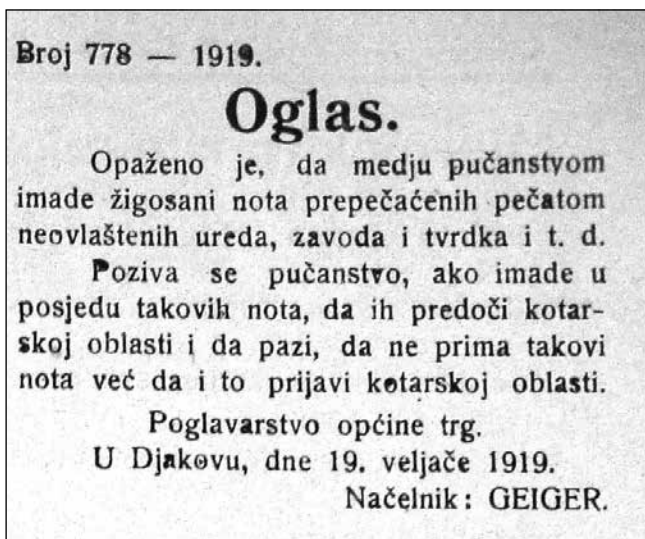 Broj 778 — 1919.
Oglas.
Opaženo je, da medju pučanstvom
imade žigosani nota prepečaćenih pečatom
neovlaštenih ureda, zavoda i tvrdka i t. d.
Poziva se pučanstvo, ako imade u
posjedu takovih nota, da ih predoči kotar-
skoj oblasti i da pazi, da ne prima takovi
nota već da i to prijavi kotarskoj oblasti.
Poglavarstvo općine trg.
U Djakovu, dne 19. veljače 1919.
Načelnik: GEIGER.